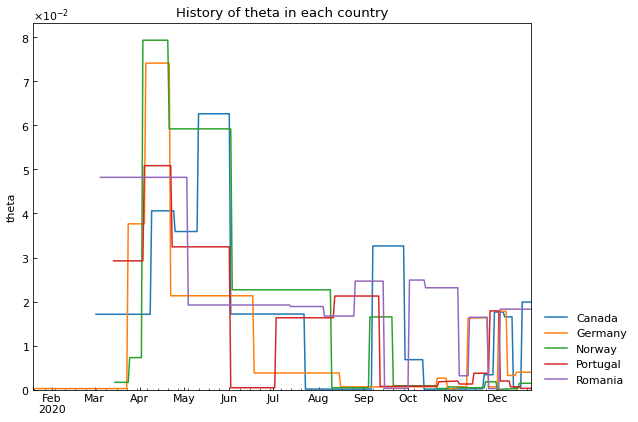 History of theta in each country
×10−2
8
7
6
5
4
3
2
1
0
theta
Feb Mar Apr May Jun Jul Aug Sep Oct Nov Dec
2020
Canada
Germany
Norway
Portugal
Romania